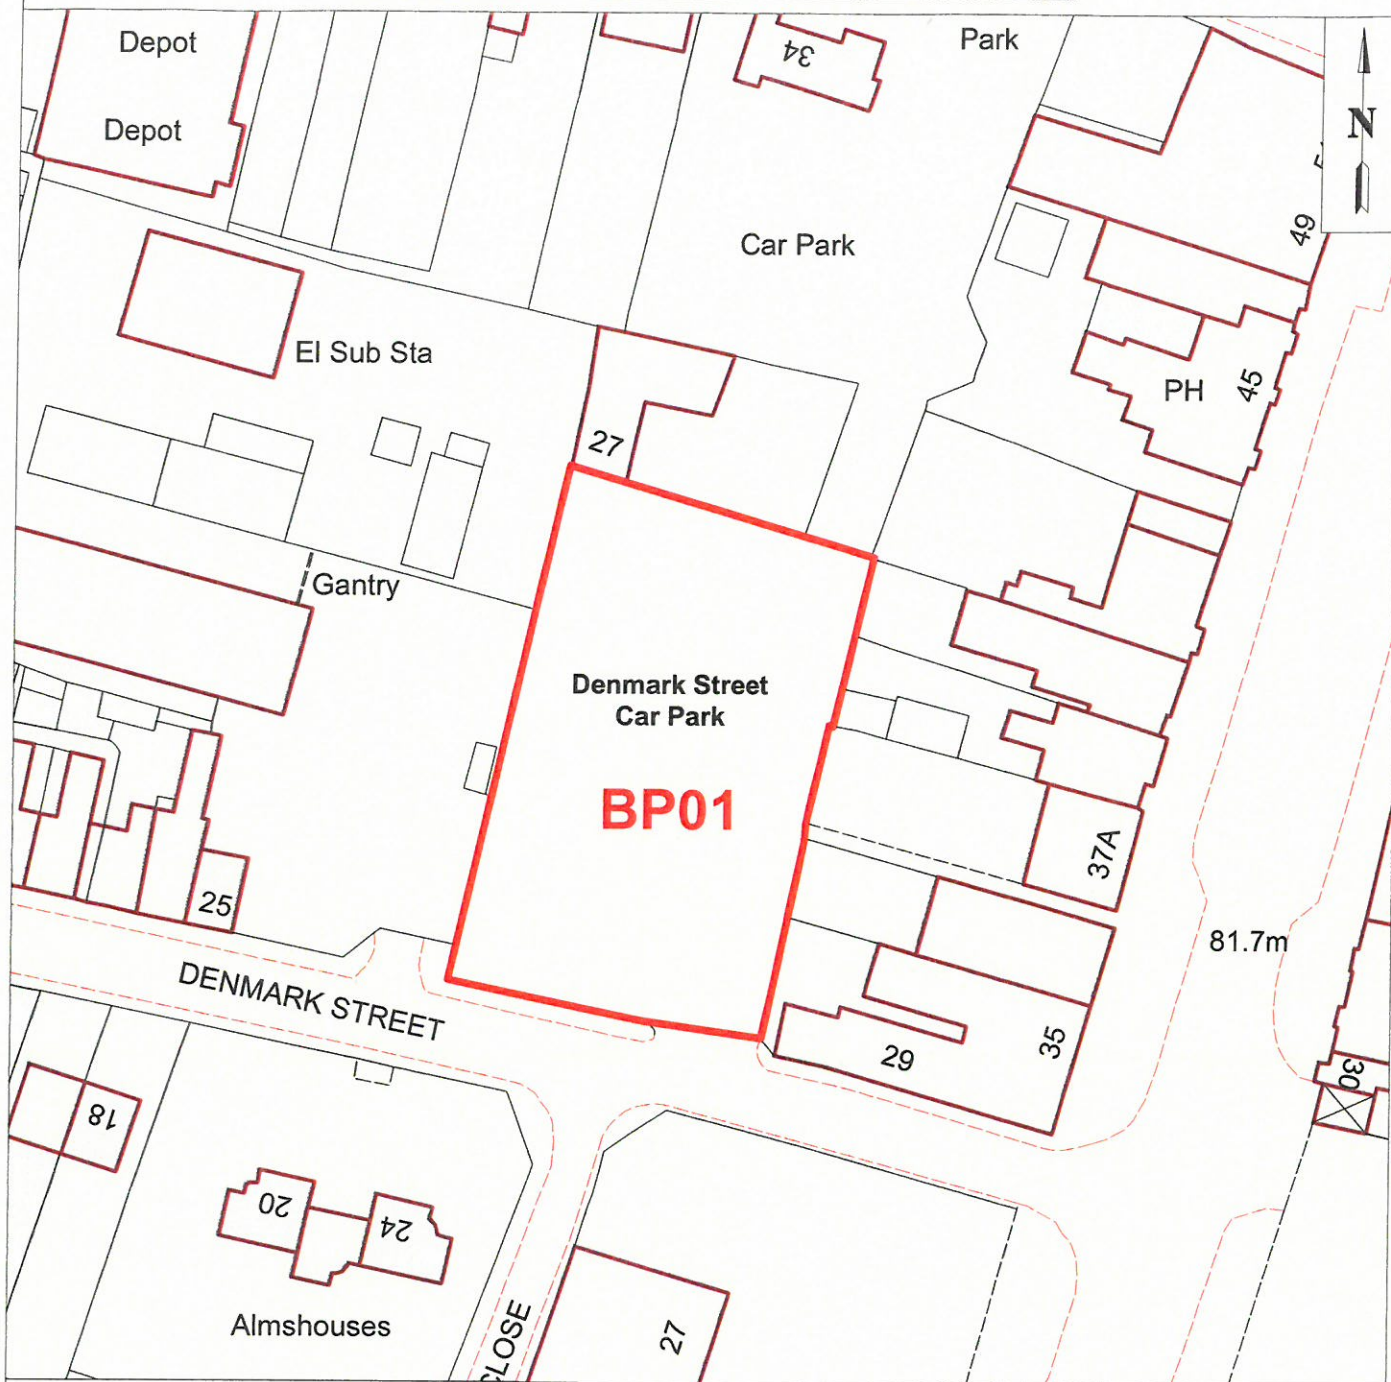 Depot
Depot
34
Park
N
49
Car Park
El Sub Sta
27
PH
45
Gantry
Denmark Street
Car Park
BP01
37A
25
81.7m
DENMARK STREET
29
35
30
18
20
24
Almshouses
CLOSE
27